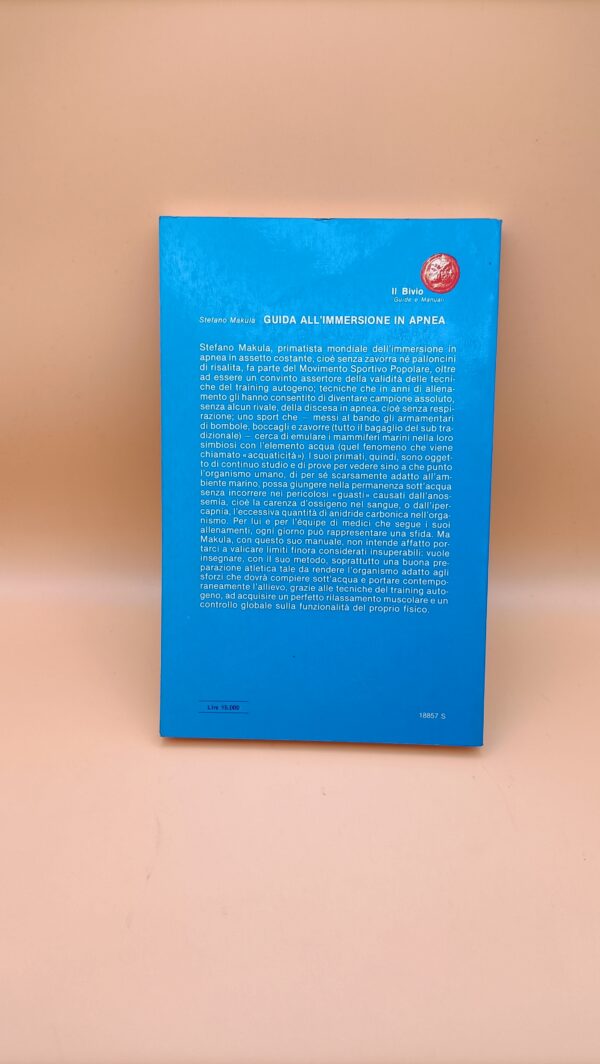 Il Bivio
Guide e Manuali
Stefano Makula GUIDA ALL'IMMERSIONE IN APNEA
Stefano Makula, primatista mondiale dell'immersione in
apnea in assetto costante, cioè senza zavorra né palloncini
di risalita, fa parte del Movimento Sportivo Popolare, oltre
ad essere un convinto assertore della validità delle tecni-
che del training autogeno; tecniche che in anni di allena-
mento gli hanno consentito di diventare campione assoluto,
senza alcun rivale, della discesa in apnea, cioè senza respi-
razione; uno sport che — messi al bando gli armamentari
di bombole, boccagli e zavorre (tutto il bagaglio del sub tra-
dizionale) — cerca di emulare i mammiferi marini nella loro
simbiosi con l'elemento acqua (quel fenomeno che viene
chiamato «acquaticità») I suoi primati, quindi, sono ogget-
to di continuo studio e di prove per vedere sino a che punto
l'organismo umano, di per sé scarsamente adatto all'am-
biente marino, possa giungere nella permanenza sott'acqua
senza incorrere nei pericolosi «guasti» causati dall'anos-
semia, cioè la carenza d'ossigeno nel sangue, o dall'iper-
capnia, l'eccessiva quantità di anidride carbonica nell'orga-
nismo. Per lui e per l'équipe di medici che segue i suoi
allenamenti, ogni giorno può rappresentare una sfida. Ma
Makula, con questo suo manuale, non intende affatto por-
tarci a valicare limiti finora considerati insuperabili: vuole
insegnare, con il suo metodo, soprattutto una buona pre-
parazione atletica tale da rendere l'organismo adatto agli
sforzi che dovrà compiere sott'acqua e portare contempo-
raneamente l'allievo, grazie alle tecniche del training auto-
geno, ad acquisire un perfetto rilassamento muscolare e un
controllo globale sulla funzionalità del proprio fisico.
Lire 15.000
18857 S